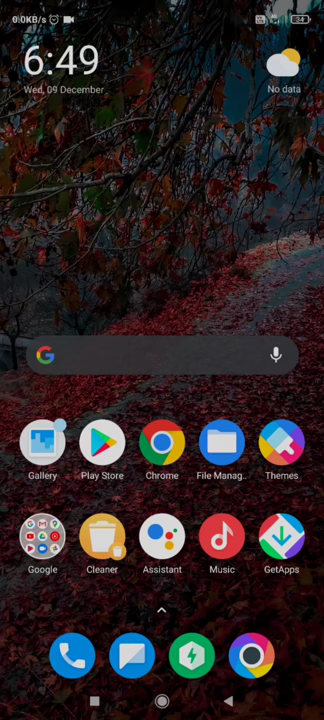 0.0KB/s
34
6:49
Wed, 09 December
No data
Gallery
Play Store
Chrome
File Manag..
Themes
Google
Cleaner
Assistant
Music
GetApps